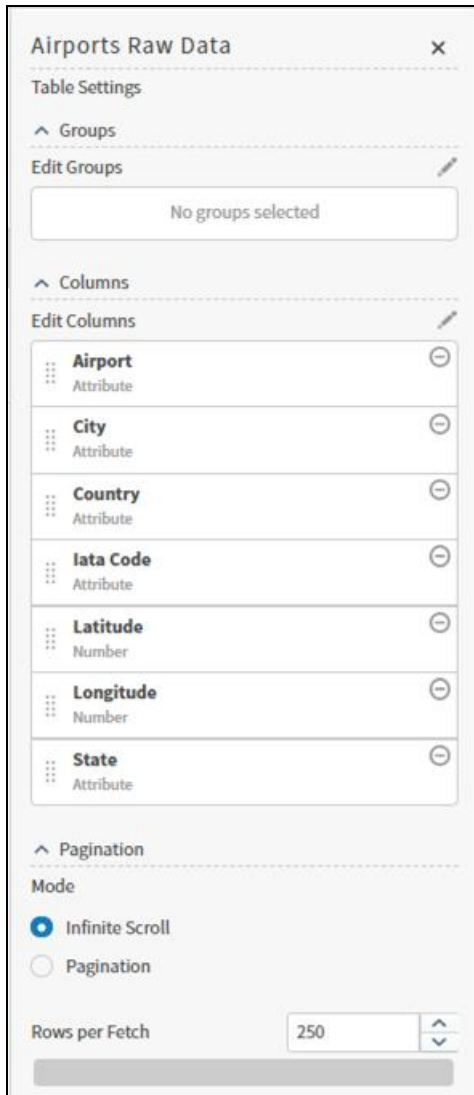 Airports Raw Data
Table Settings
Groups
Edit Groups
No groups selected
Columns
Edit Columns
Airport
Attribute
City
Attribute
Country
Attribute
Iata Code
Attribute
Latitude
Number
Longitude
Number
State
Attribute
Pagination
Mode
Infinite Scroll
Pagination
Rows per Fetch 250